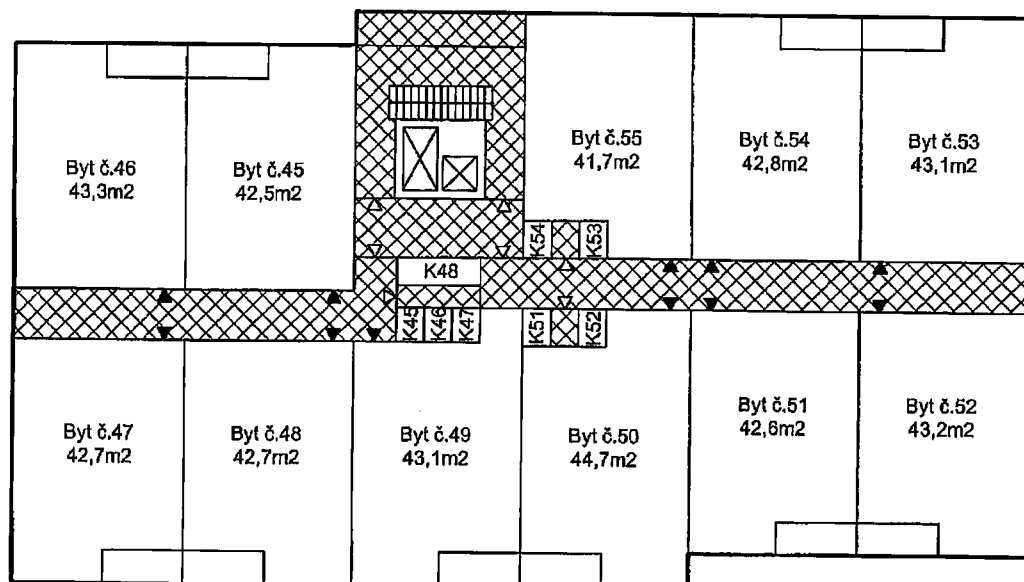 Byt č.46
43,3m2
Byt č.45
42,5m2
Byt č.55
41,7m2
Byt č.54
42,8m2
Byt č.53
43,1m2
K54
K53
K48
K45
K46
K47
K51
K52
Byt č.47
42,7m2
Byt č.48
42,7m2
Byt č.49
43,1m2
Byt č.50
44,7m2
Byt č.51
42,6m2
Byt č.52
43,2m2